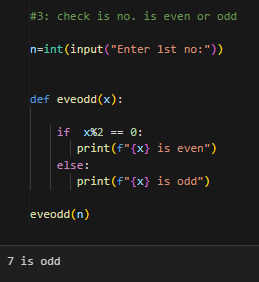 #3: check is no. is even or odd
n=int(input("Enter 1st no:"))
def eveodd(x):
if x%2 == 0:
print(f"{x} is even")
else:
print(f"{x} is odd")
eveodd(n)
7 is odd